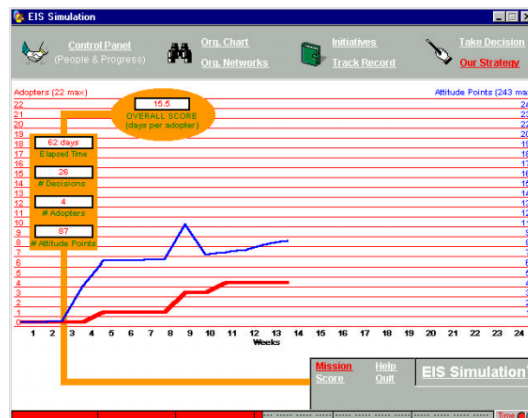 EIS Simulation
Control Panel
(People & Progress)
Org. Chart
Org. Networks
Initiatives
Track Record
Take Decision
Our Strategy
Adopters (22 max)
Attitude Points (243 max
15.5
OVERALL SCORE
(days per adopter)
62 days
Elapsed Time
26
# Decisions
4
# Adopters
87
# Attitude Points
22
21
20
19
18
17
16
15
14
13
12
11
10
9
8
7
6
5
4
3
2
1
0
1 2 3 4 5 6 7 8 9 10 11 12 13 14 15 16 17 18 19 20 21 22 23 24
Weeks
Mission
Score
Help
Quit
EIS Simulation
Time